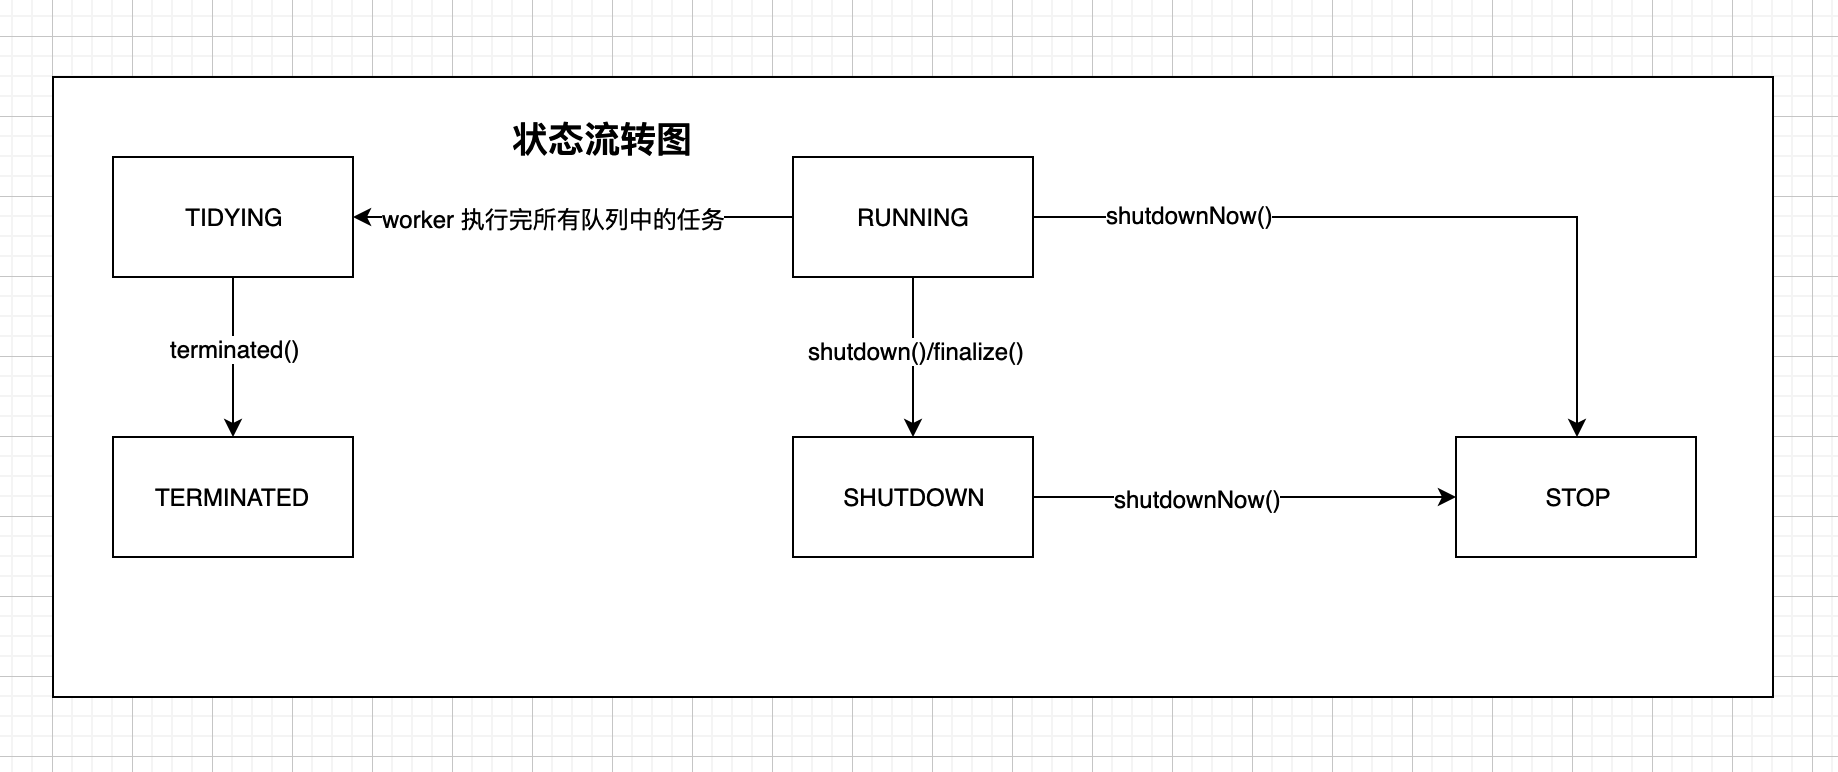 状态流转图
TIDYING
worker 执行完所有队列中的任务
RUNNING
shutdownNow()
terminated()
shutdown()/finalize()
TERMINATED
SHUTDOWN
shutdownNow()
STOP